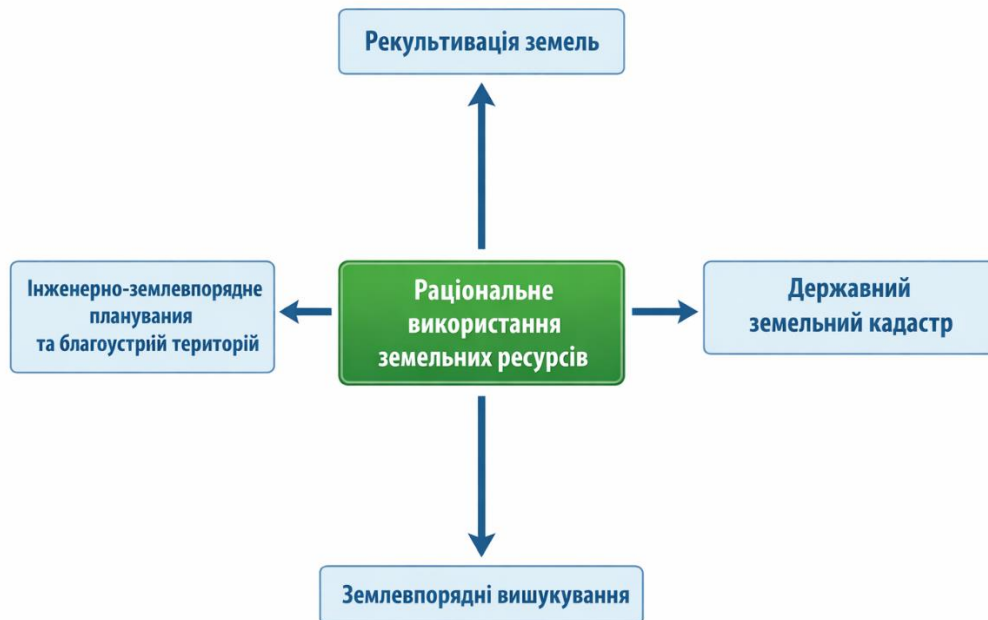 Рекультивація земель
Інженерно-землевпорядне
планування
та благоустрій територій
Раціональне
використання
земельних ресурсів
Державний
земельний кадастр
Землевпорядні вишукування